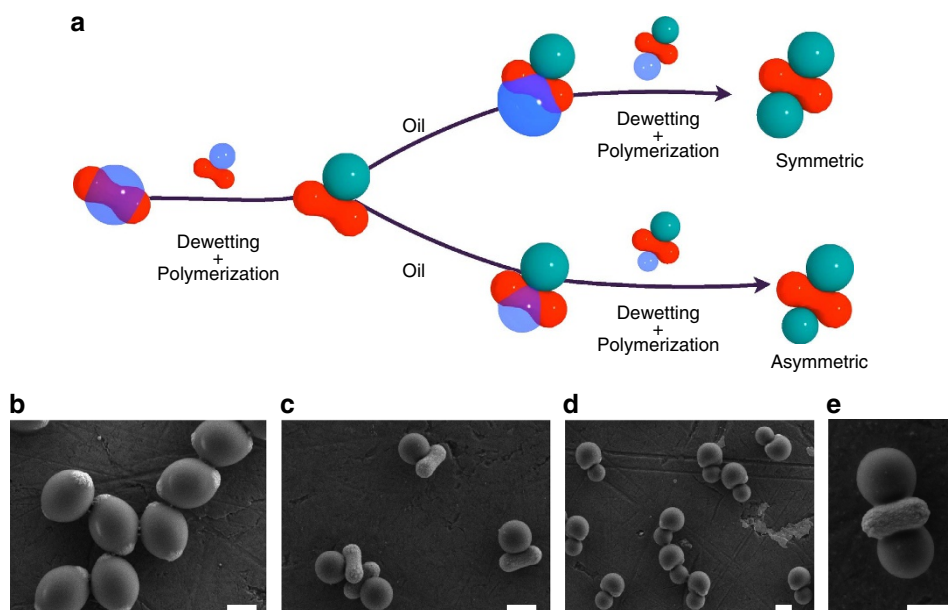 a
Oil
Dewetting
+
Polymerization
Symmetric
Dewetting
+
Polymerization
Oil
Dewetting
+
Polymerization
Asymmetric
b
c
d
e